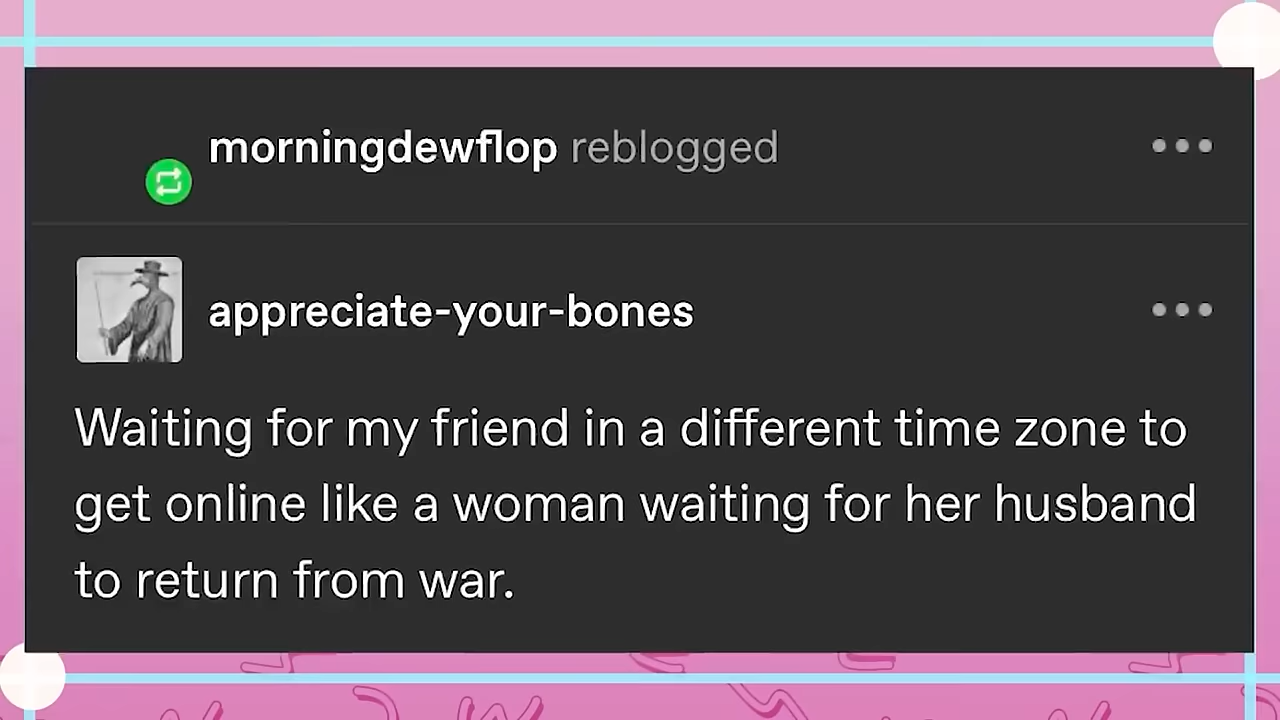 morningdewflop reblogged
appreciate-your-bones
Waiting for my friend in a different time zone to
get online like a woman waiting for her husband
to return from war.